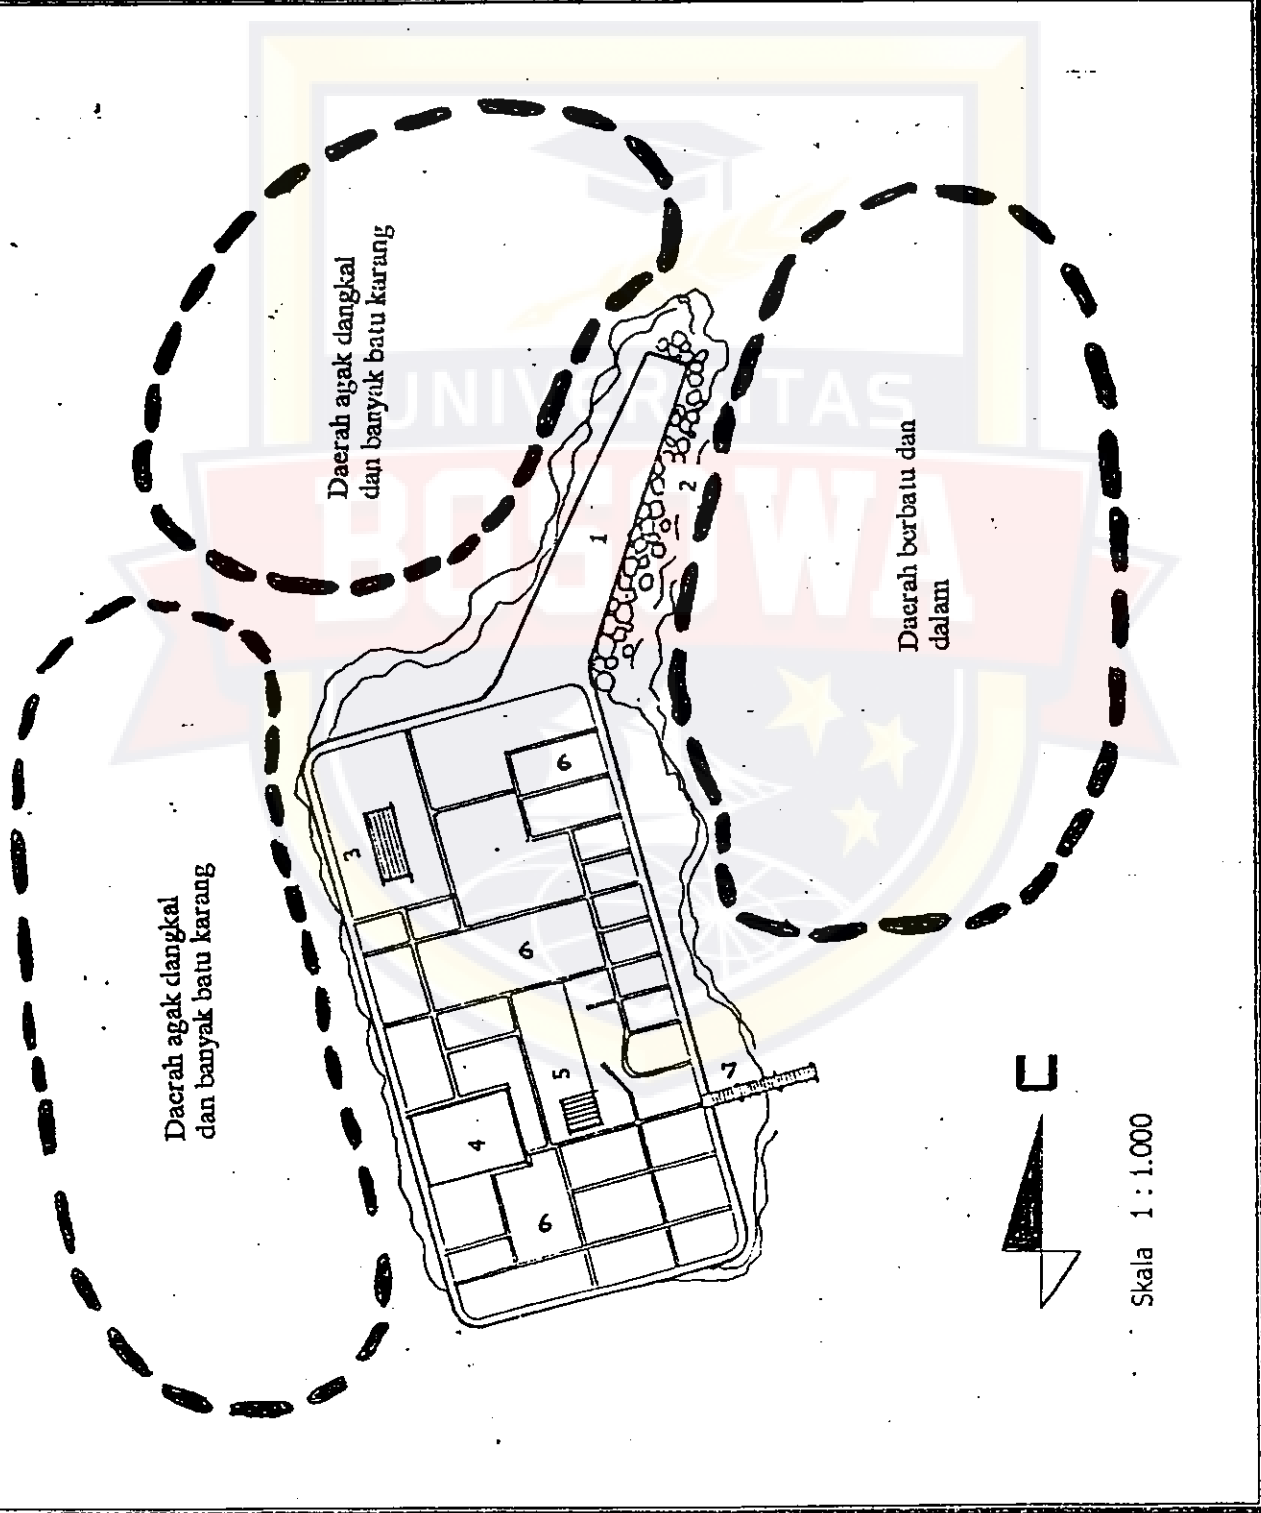 Daerah agak dangkal
dan banyak batu karang
Daerah agak dangkal
dan banyak batu karang
Daerah berbatu dan
dalam
UNIVERSITAS
BOSOWA
1
2
3
4
5
6
6
6
7
U
Skala 1 : 1.000